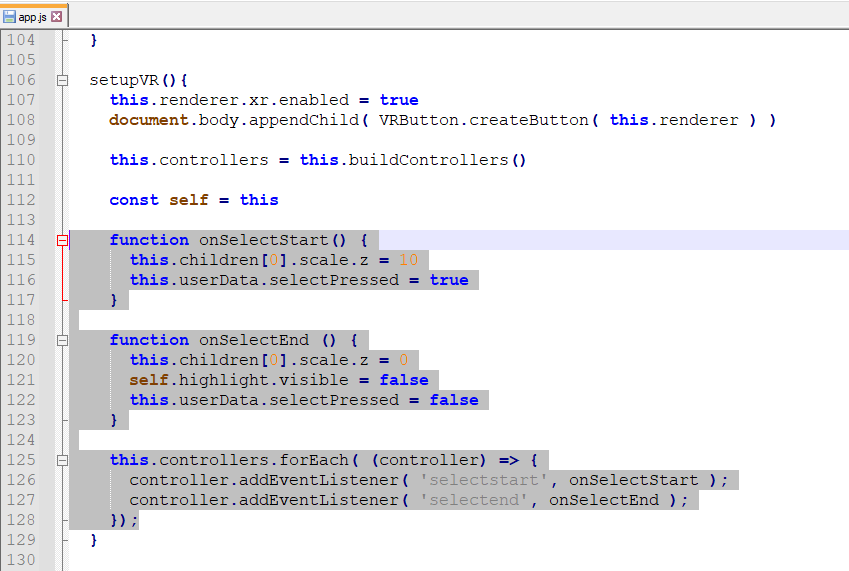 app.js
104 }
105
106 setupVR(){
107 this.renderer.xr.enabled = true
108 document.body.appendChild( VRButton.createButton( this.renderer ) )
109
110 this.controllers = this.buildControllers()
111
112 const self = this
113
114 function onSelectStart() {
115 this.children[0].scale.z = 10
116 this.userData.selectPressed = true
117 }
118
119 function onSelectEnd () {
120 this.children[0].scale.z = 0
121 self.highlight.visible = false
122 this.userData.selectPressed = false
123 }
124
125 this.controllers.forEach( (controller) => {
126 controller.addEventListener( 'selectstart', onSelectStart );
127 controller.addEventListener( 'selectend', onSelectEnd );
128 });
129 }
130